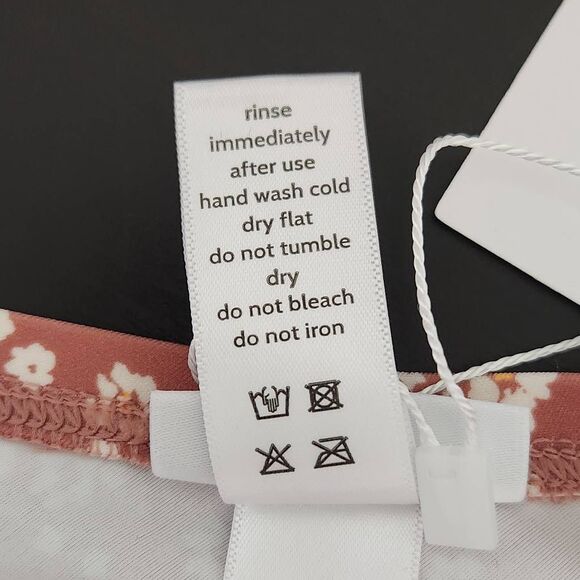 rinse
immediately
after use
hand wash cold
dry flat
do not tumble
dry
do not bleach
do not iron